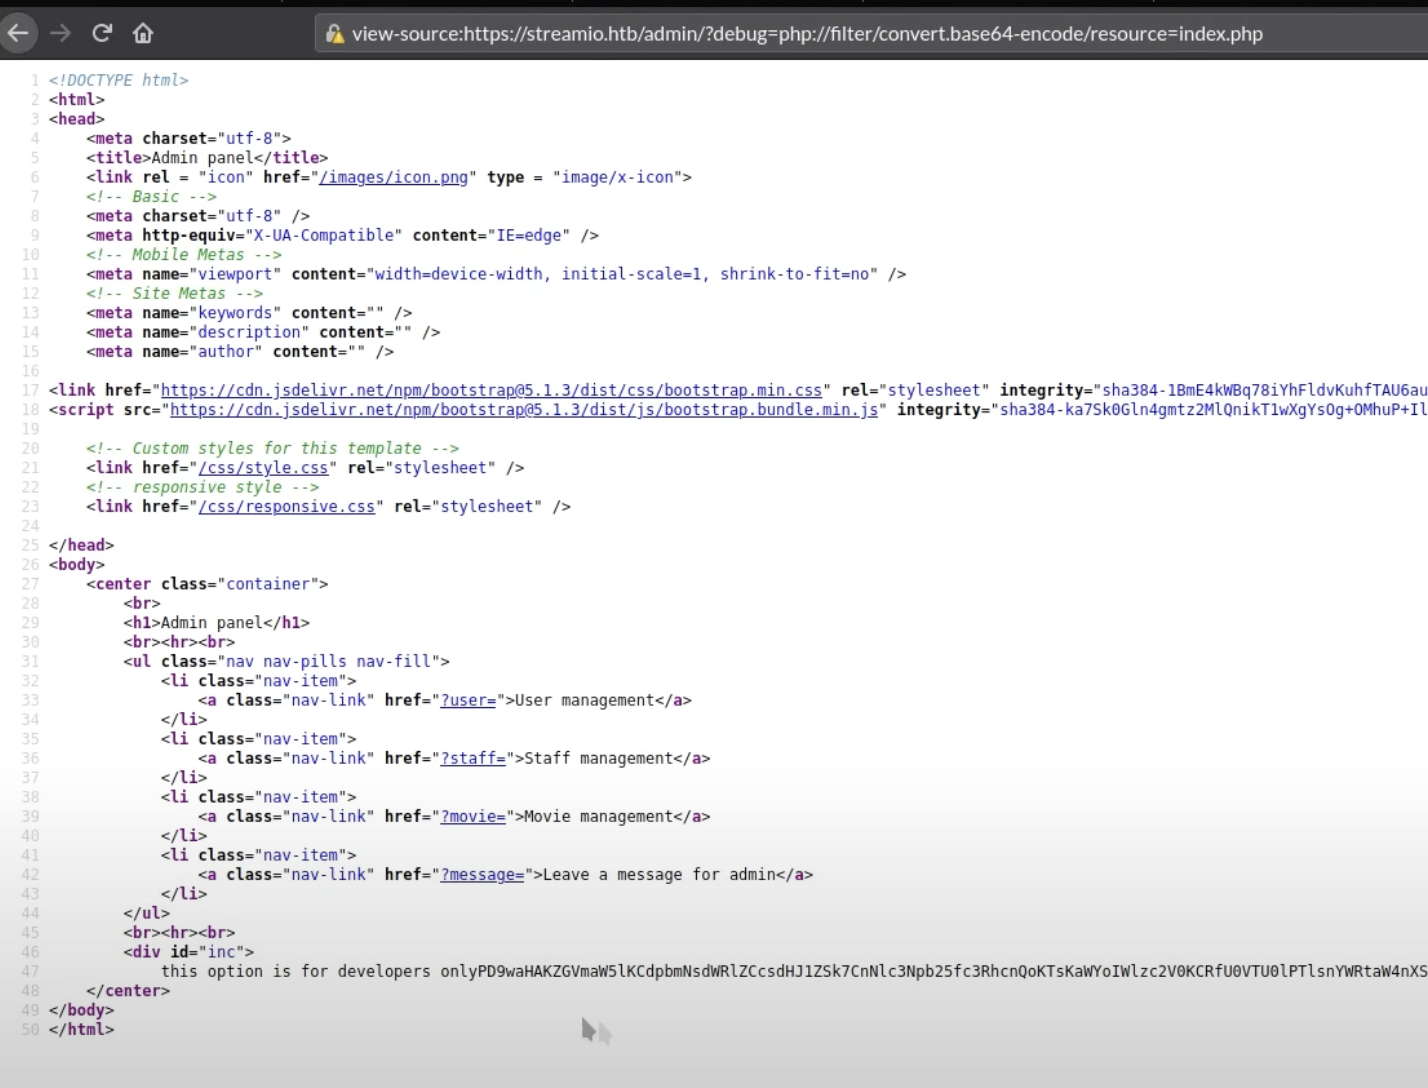 view-source:https://streamio.htb/admin/?debug=php://filter/convert.base64-encode/resource=index.php
1 <!DOCTYPE html>
2 <html>
3 <head>
4 <meta charset="utf-8">
5 <title>Admin panel</title>
6 <link rel = "icon" href="/images/icon.png" type = "image/x-icon">
7 <!-- Basic -->
8 <meta charset="utf-8" />
9 <meta http-equiv="X-UA-Compatible" content="IE=edge" />
10 <!-- Mobile Metas -->
11 <meta name="viewport" content="width=device-width, initial-scale=1, shrink-to-fit=no" />
12 <!-- Site Metas -->
13 <meta name="keywords" content="" />
14 <meta name="description" content="" />
15 <meta name="author" content="" />
16
17 <link href="https://cdn.jsdelivr.net/npm/bootstrap@5.1.3/dist/css/bootstrap.min.css" rel="stylesheet" integrity="sha384-1BmE4kWBq78iYhFldvKuhfTAU6au
18 <script src="https://cdn.jsdelivr.net/npm/bootstrap@5.1.3/dist/js/bootstrap.bundle.min.js" integrity="sha384-ka7Sk0Gln4gmtz2MlQnikT1wXgYsOg+OMhuP+Il
19
20 <!-- Custom styles for this template -->
21 <link href="/css/style.css" rel="stylesheet" />
22 <!-- responsive style -->
23 <link href="/css/responsive.css" rel="stylesheet" />
24
25 </head>
26 <body>
27 <center class="container">
28 <br>
29 <h1>Admin panel</h1>
30 <br><hr><br>
31 <ul class="nav nav-pills nav-fill">
32 <li class="nav-item">
33 <a class="nav-link" href="?user=">User management</a>
34 </li>
35 <li class="nav-item">
36 <a class="nav-link" href="?staff=">Staff management</a>
37 </li>
38 <li class="nav-item">
39 <a class="nav-link" href="?movie=">Movie management</a>
40 </li>
41 <li class="nav-item">
42 <a class="nav-link" href="?message=">Leave a message for admin</a>
43 </li>
44 </ul>
45 <br><hr><br>
46 <div id="inc">
47 this option is for developers onlyPD9waHAKZGVmaW5lKCdpbmNsdWRlZCcsdHJ1ZSk7CnNlc3Npb25fc3RhcnQoKTsKaWYoIWlzc2V0KCRfU0VTU0lPTlsnYWRtaW4nXS
48 </center>
49 </body>
50 </html>